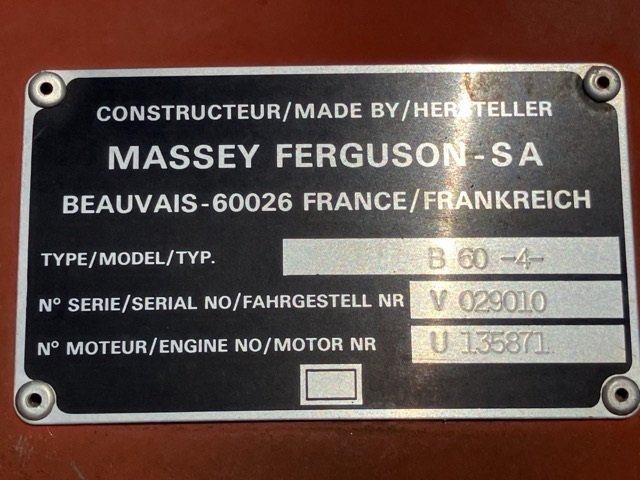 CONSTRUCTEUR/MADE BY/HERSTELLER
MASSEY FERGUSON-SA
BEAUVAIS-60026 FRANCE/FRANKREICH
TYPE/MODEL/TYP. B 60 -4-
N° SERIE/SERIAL NO/FAHRGESTELL NR V 029010
N° MOTEUR/ENGINE NO/MOTOR NR U 135871